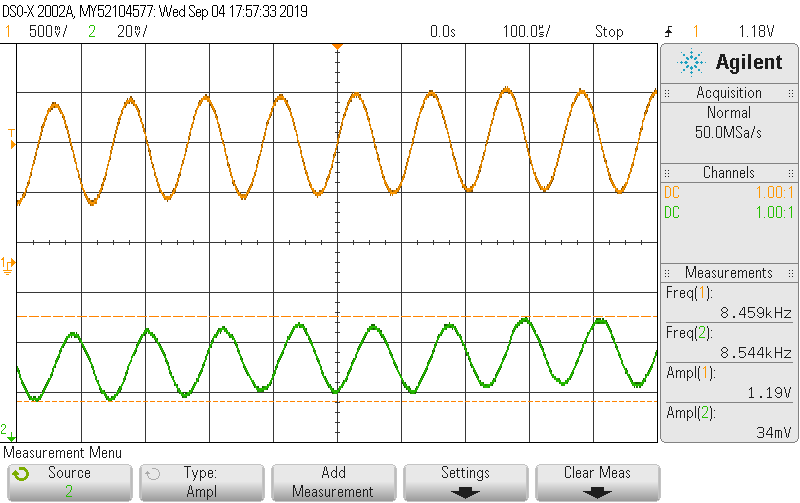 DSO-X 2002A, MY52104577: Wed Sep 04 17:57:33 2019
1 500mV/ 2 20mV/ 0.0s 100.0us/ Stop 1 1.18V
Agilent
Acquisition
Normal
50.0MSa/s
Channels
DC 1.00:1
DC 1.00:1
Measurements
Freq(1):
8.459kHz
Freq(2):
8.544kHz
Ampl(1):
1.19V
Ampl(2):
34mV
T
1
2
Measurement Menu
Source
2
Type:
Ampl
Add
Measurement
Settings
Clear Meas